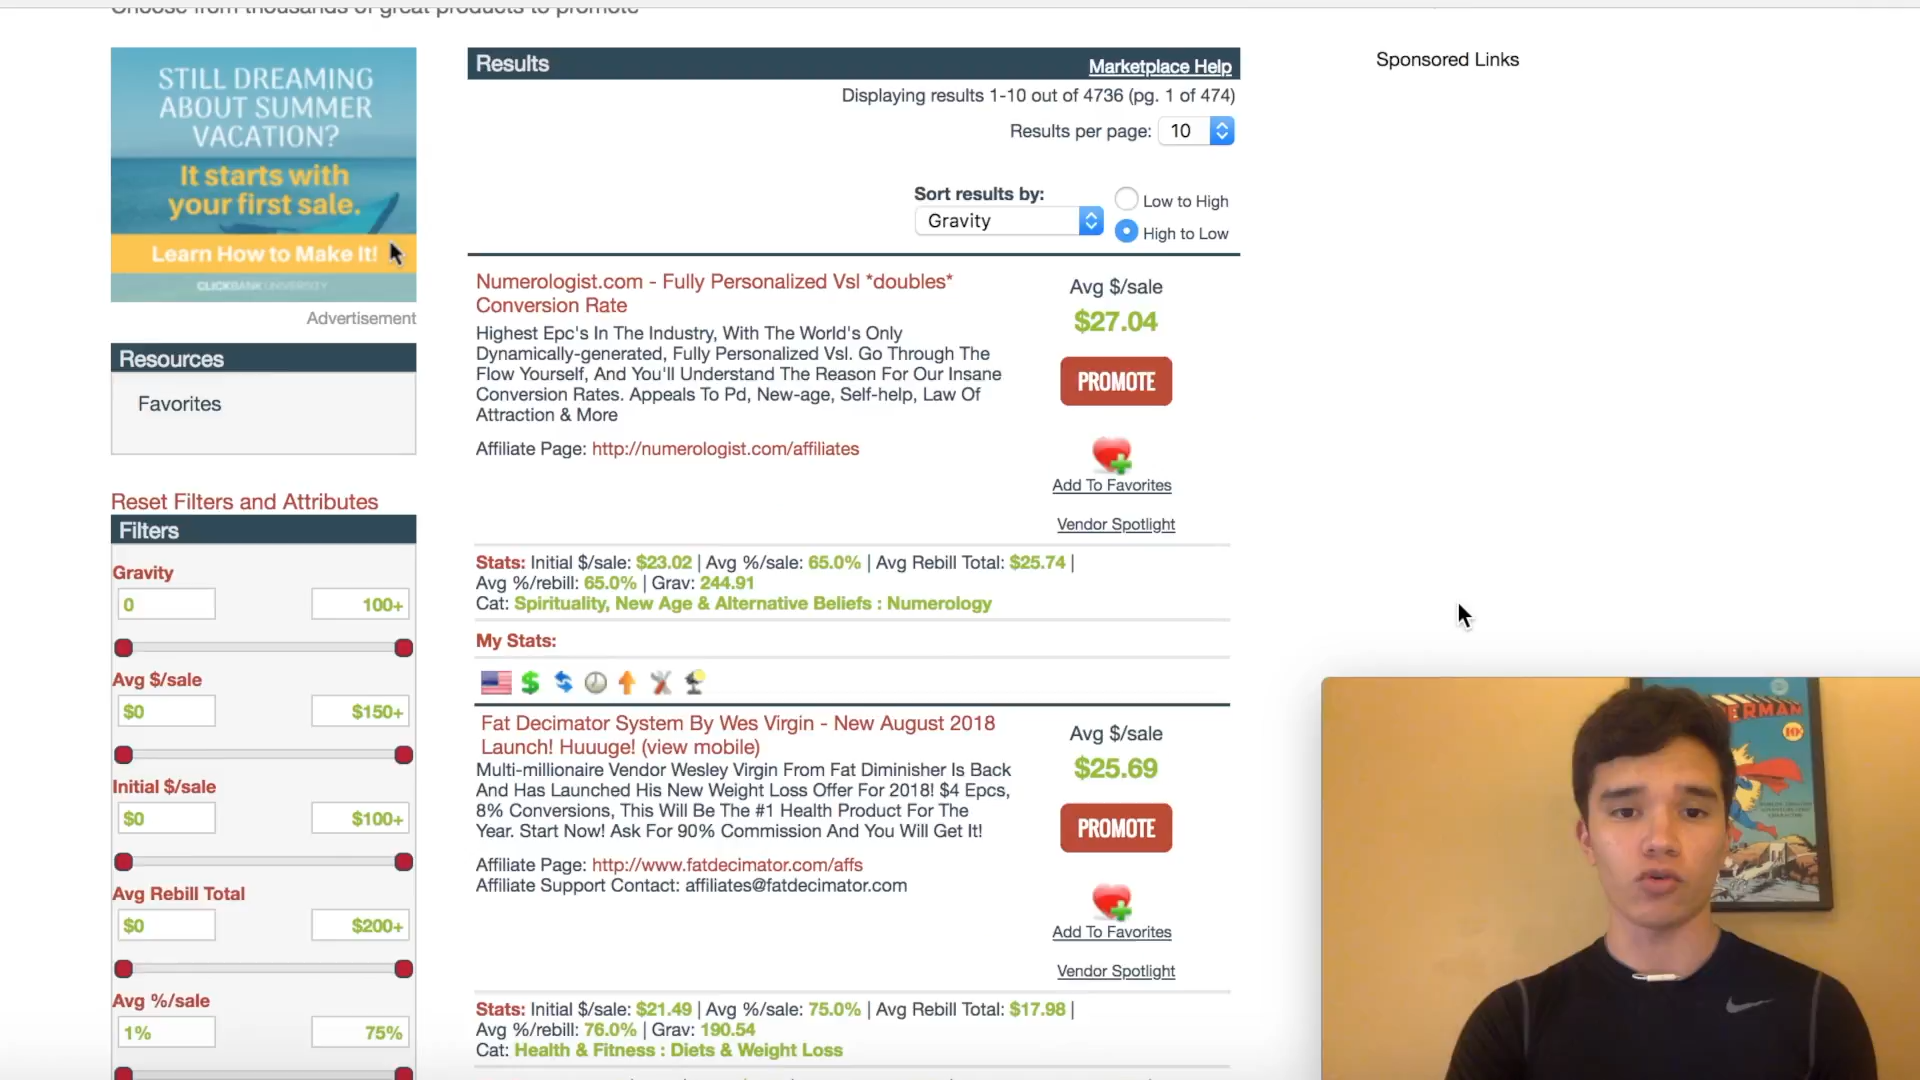 Choose from thousands of great products to promote
STILL DREAMING
ABOUT SUMMER
VACATION?
It starts with
your first sale.
Learn How to Make It!
CLICKBANK UNIVERSITY
Advertisement
Resources
Favorites
Reset Filters and Attributes
Filters
Gravity
0 100+
Avg $/sale
$0 $150+
Initial $/sale
$0 $100+
Avg Rebill Total
$0 $200+
Avg %/sale
1% 75%
Results Marketplace Help
Displaying results 1-10 out of 4736 (pg. 1 of 474)
Results per page: 10
Sort results by:
Gravity
Low to High
High to Low
Numerologist.com - Fully Personalized Vsl *doubles*
Conversion Rate
Highest Epc's In The Industry, With The World's Only
Dynamically-generated, Fully Personalized Vsl. Go Through The
Flow Yourself, And You'll Understand The Reason For Our Insane
Conversion Rates. Appeals To Pd, New-age, Self-help, Law Of
Attraction & More
Affiliate Page: http://numerologist.com/affiliates
Avg $/sale
$27.04
PROMOTE
Add To Favorites
Vendor Spotlight
Stats: Initial $/sale: $23.02 | Avg %/sale: 65.0% | Avg Rebill Total: $25.74 |
Avg %/rebill: 65.0% | Grav: 244.91
Cat: Spirituality, New Age & Alternative Beliefs : Numerology
My Stats:
Fat Decimator System By Wes Virgin - New August 2018
Launch! Huuuge! (view mobile)
Multi-millionaire Vendor Wesley Virgin From Fat Diminisher Is Back
And Has Launched His New Weight Loss Offer For 2018! $4 Epcs,
8% Conversions, This Will Be The #1 Health Product For The
Year. Start Now! Ask For 90% Commission And You Will Get It!
Affiliate Page: http://www.fatdecimator.com/affs
Affiliate Support Contact: affiliates@fatdecimator.com
Avg $/sale
$25.69
PROMOTE
Add To Favorites
Vendor Spotlight
Stats: Initial $/sale: $21.49 | Avg %/sale: 75.0% | Avg Rebill Total: $17.98 |
Avg %/rebill: 76.0% | Grav: 190.54
Cat: Health & Fitness : Diets & Weight Loss
Sponsored Links
ERMAN
10¢